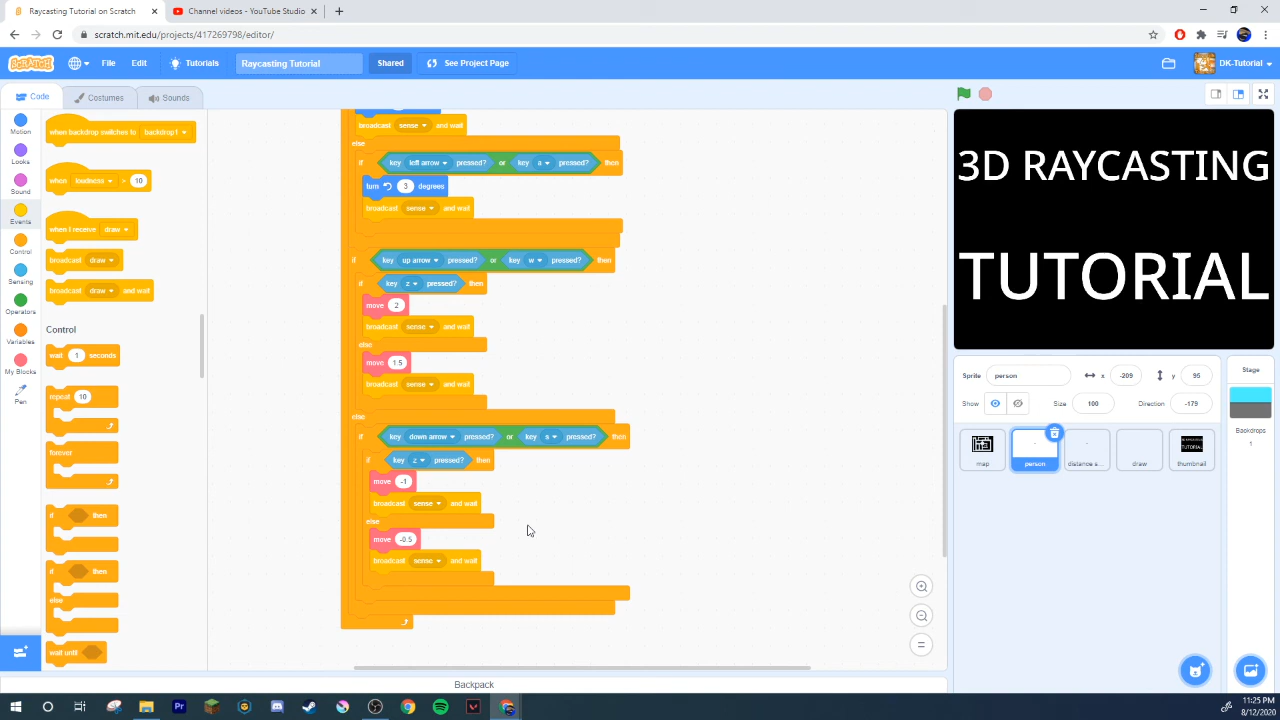 Raycasting Tutorial on Scratch
Channel videos - YouTube Studio
scratch.mit.edu/projects/417269798/editor/
SCRATCH
File
Edit
Tutorials
Raycasting Tutorial
Shared
See Project Page
DK-Tutorial
Code
Costumes
Sounds
Motion
Looks
Sound
Events
Control
Sensing
Operators
Variables
My Blocks
Pen
when backdrop switches to backdrop1
when loudness > 10
when I receive draw
broadcast draw
broadcast draw and wait
Control
wait 1 seconds
repeat 10
forever
if then
if then
else
wait until
broadcast sense and wait
else
if key left arrow pressed? or key a pressed? then
turn 3 degrees
broadcast sense and wait
if key up arrow pressed? or key w pressed? then
if key z pressed? then
move 2
broadcast sense and wait
else
move 1.5
broadcast sense and wait
else
if key down arrow pressed? or key s pressed? then
if key z pressed? then
move -1
broadcast sense and wait
else
move -0.5
broadcast sense and wait
Backpack
3D RAYCASTING
TUTORIAL
Sprite person x -209 y 95
Show Size 100 Direction -179
map
person
distance s...
draw
thumbnail
Stage
Backdrops
1
11:25 PM
8/12/2020